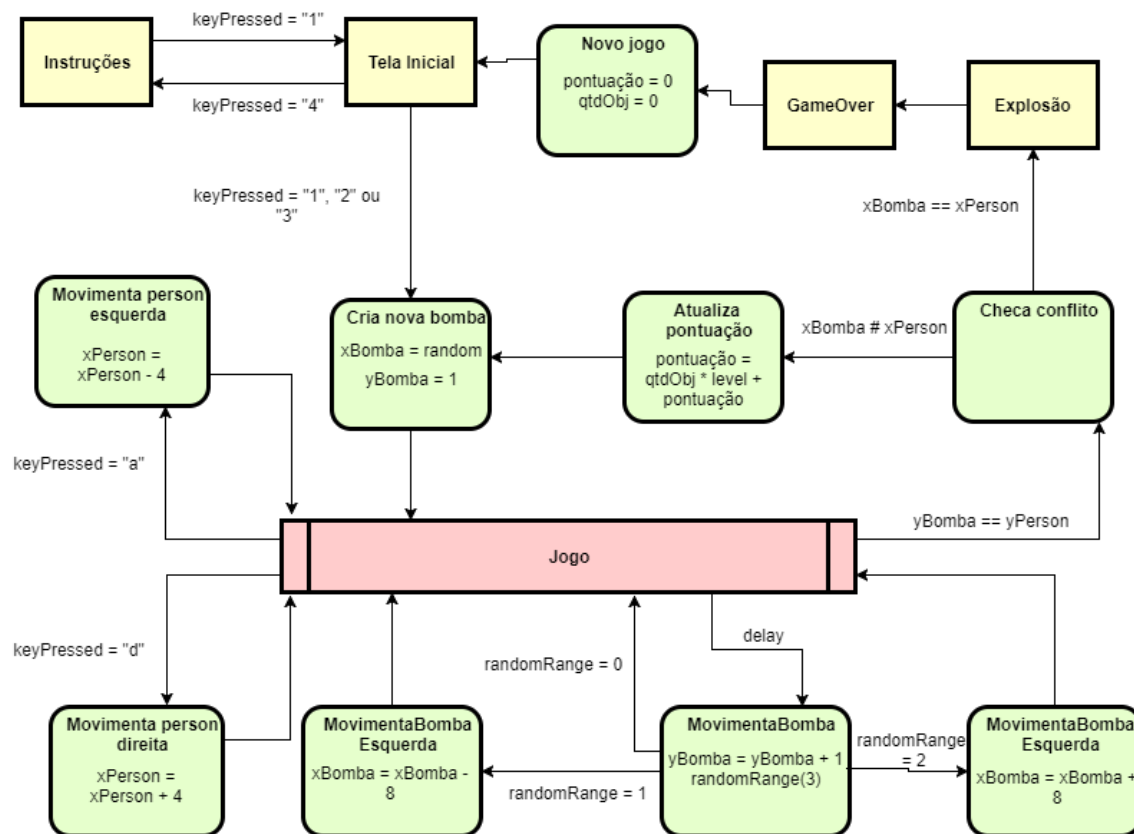 keyPressed = "1"
Instruções
Tela Inicial
keyPressed = "4"
Novo jogo
pontuação = 0
qtdObj = 0
GameOver
Explosão
keyPressed = "1", "2" ou
"3"
xBomba == xPerson
Movimenta person
esquerda
xPerson =
xPerson - 4
Cria nova bomba
xBomba = random
yBomba = 1
Atualiza
pontuação
pontuação =
qtdObj * level +
pontuação
xBomba # xPerson
Checa conflito
keyPressed = "a"
yBomba == yPerson
Jogo
keyPressed = "d"
randomRange = 0
delay
Movimenta person
direita
xPerson =
xPerson + 4
MovimentaBomba
Esquerda
xBomba = xBomba -
8
randomRange = 1
MovimentaBomba
yBomba = yBomba + 1
randomRange(3)
randomRange
= 2
MovimentaBomba
Esquerda
xBomba = xBomba +
8